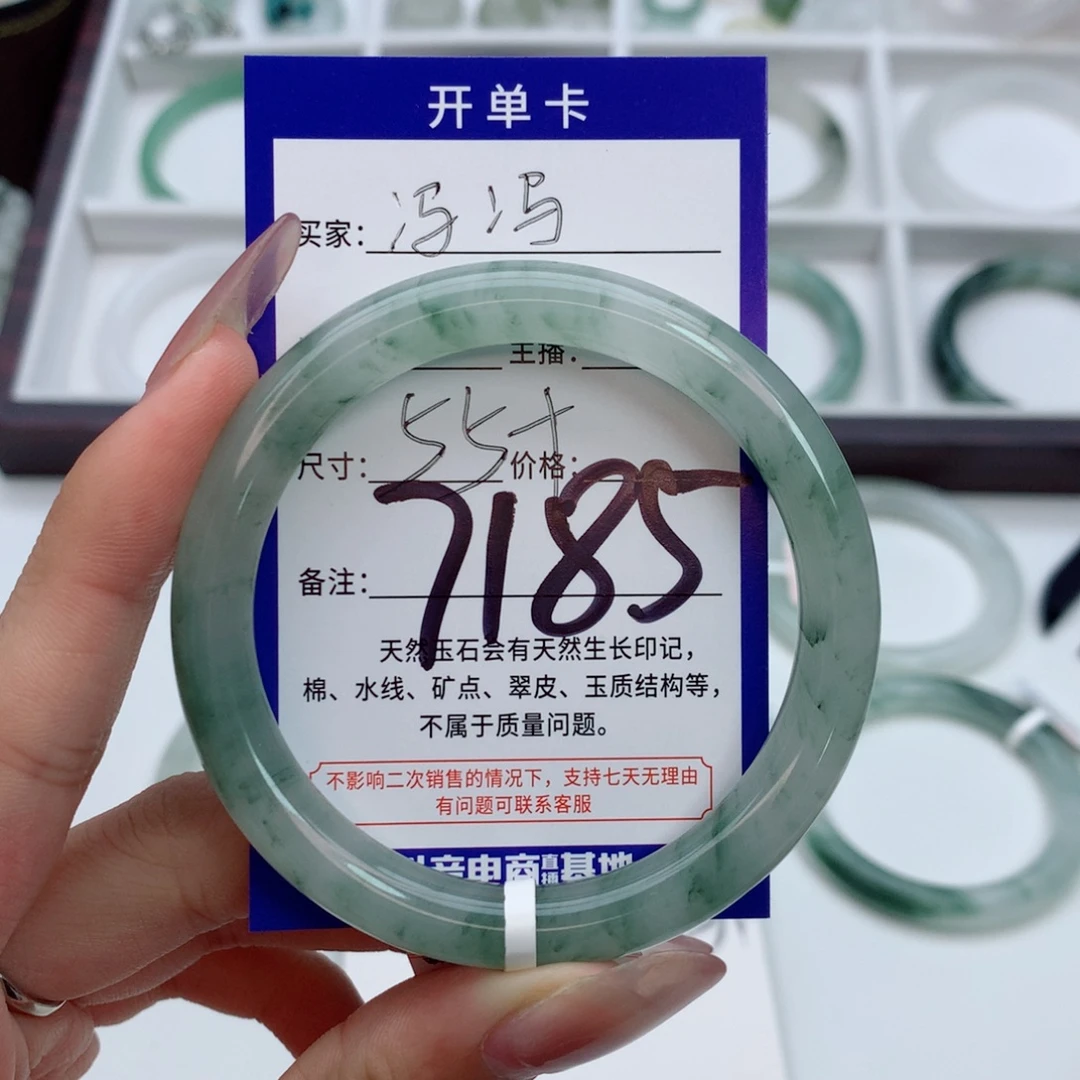 开单卡
买家：冯冯
主播：
尺寸：55+ 价格：
7185
备注：
天然玉石会有天然生长印记，
棉、水线、矿点、翠皮、玉质结构等，
不属于质量问题。
不影响二次销售的情况下，支持七天无理由
有问题可联系客服
电商直播基地